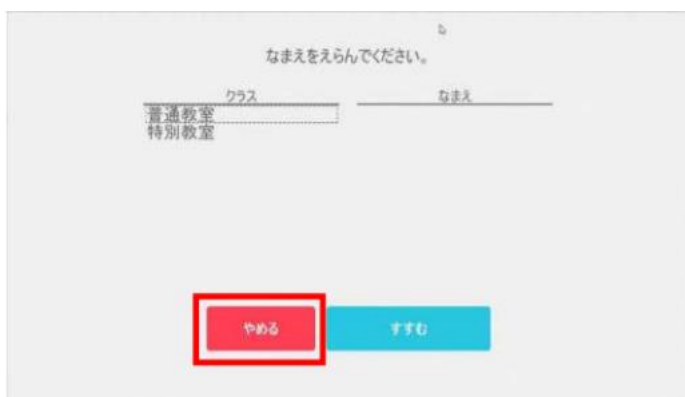 なまえをえらんでください。
クラス なまえ
普通教室
特別教室
やめる すすむ